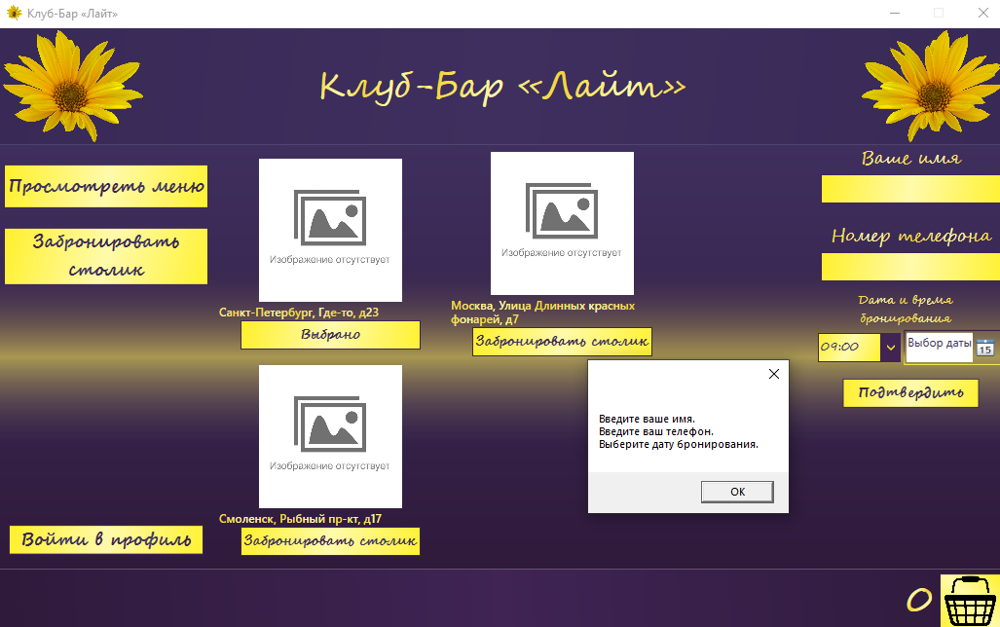 Клуб-Бар «Лайт»
Клуб-Бар «Лайт»
Просмотреть меню
Забронировать
столик
Войти в профиль
Изображение отсутствует
Санкт-Петербург, Где-то, д23
Выбрано
Изображение отсутствует
Москва, Улица Длинных красных
фонарей, д7
Забронировать столик
Изображение отсутствует
Смоленск, Рыбный пр-кт, д17
Забронировать столик
Введите ваше имя.
Введите ваш телефон.
Выберите дату бронирования.
OK
Ваше имя
Номер телефона
Дата и время
бронирования
09:00
Выбор даты
15
Подтвердить
0